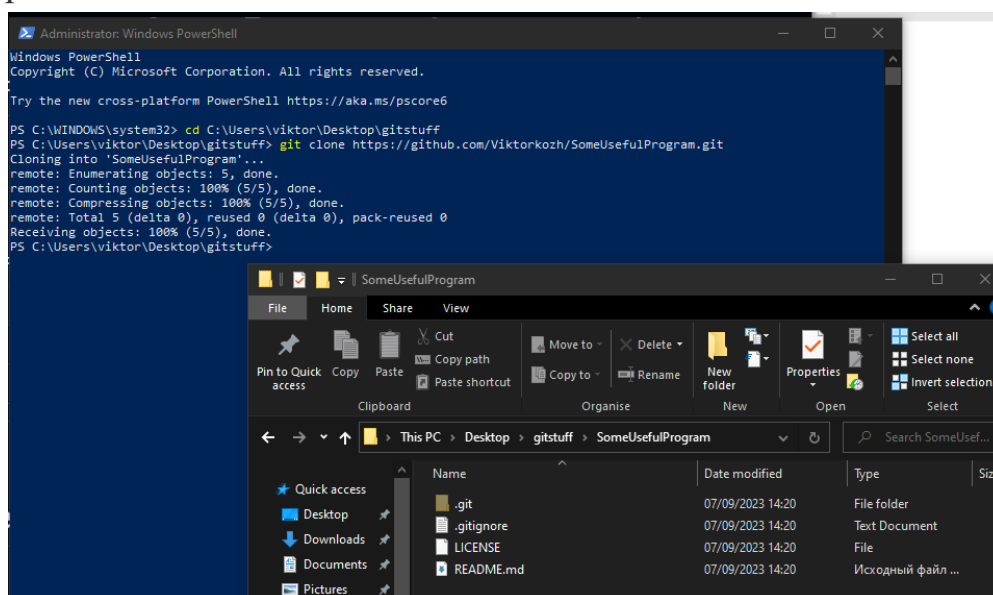 Administrator: Windows PowerShell
Windows PowerShell
Copyright (C) Microsoft Corporation. All rights reserved.
Try the new cross-platform PowerShell https://aka.ms/pscore6
PS C:\WINDOWS\system32> cd C:\Users\viktor\Desktop\gitstuff
PS C:\Users\viktor\Desktop\gitstuff> git clone https://github.com/Viktorkozh/SomeUsefulProgram.git
Cloning into 'SomeUsefulProgram'...
remote: Enumerating objects: 5, done.
remote: Counting objects: 100% (5/5), done.
remote: Compressing objects: 100% (5/5), done.
remote: Total 5 (delta 0), reused 0 (delta 0), pack-reused 0
Receiving objects: 100% (5/5), done.
PS C:\Users\viktor\Desktop\gitstuff>
SomeUsefulProgram
File Home Share View
Pin to Quick access
Copy
Paste
Cut
Copy path
Paste shortcut
Clipboard
Move to
Copy to
Delete
Rename
Organise
New folder
New
Properties
Open
Select all
Select none
Invert selection
Select
This PC > Desktop > gitstuff > SomeUsefulProgram
Search SomeUsef...
Quick access
Desktop
Downloads
Documents
Pictures
Name Date modified Type Siz
.git 07/09/2023 14:20 File folder
.gitignore 07/09/2023 14:20 Text Document
LICENSE 07/09/2023 14:20 File
README.md 07/09/2023 14:20 Исходный файл ...